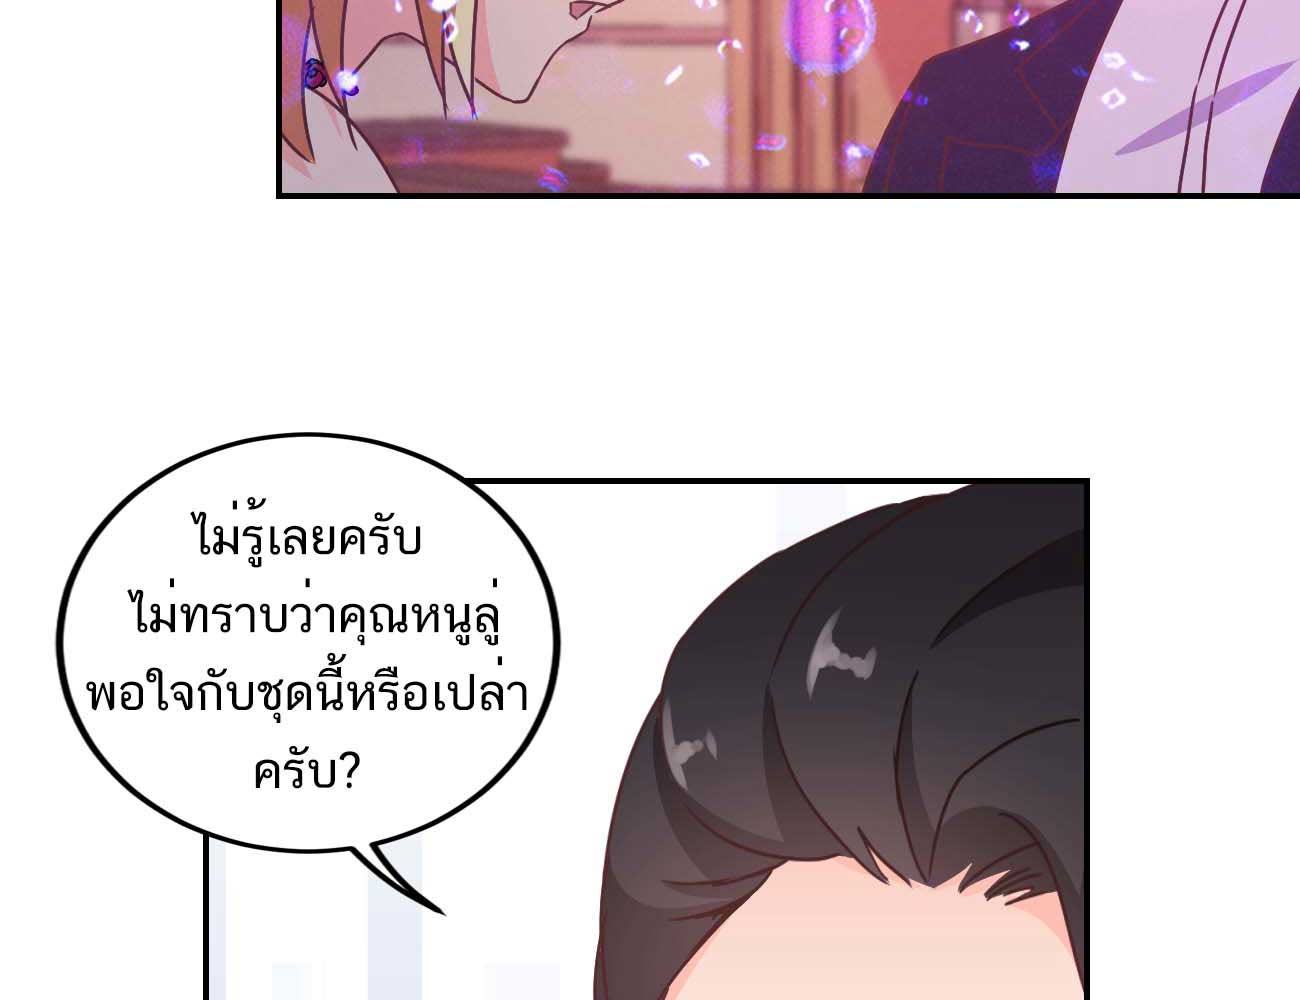 ไม่รู้เลยครับ
ไม่ทราบว่าคุณหนูลู่
พอใจกับชุดนี้หรือเปล่า
ครับ?